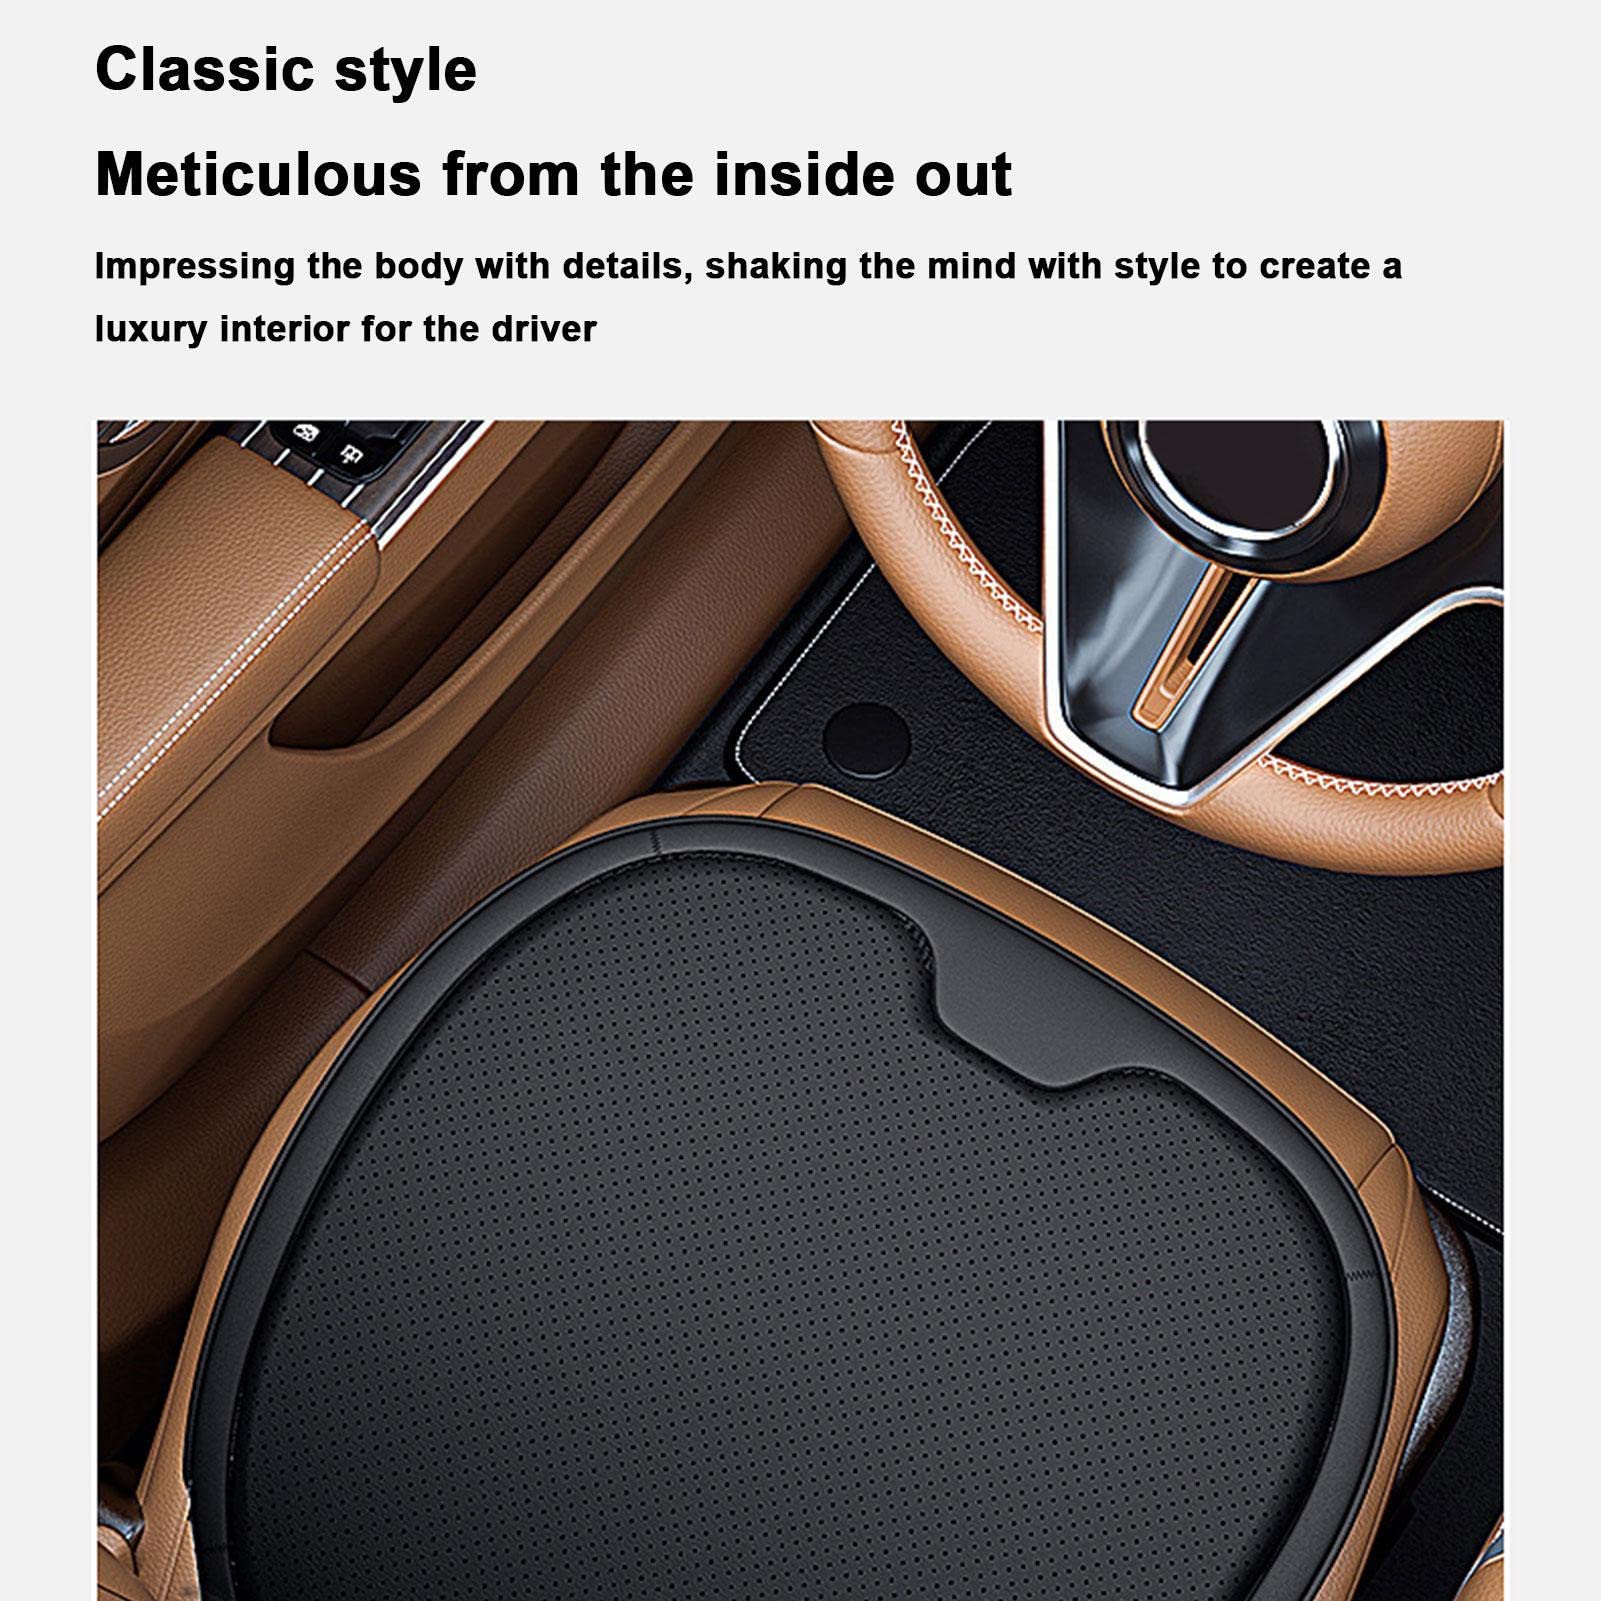 Classic style
Meticulous from the inside out
Impressing the body with details, shaking the mind with style to create a
luxury interior for the driver